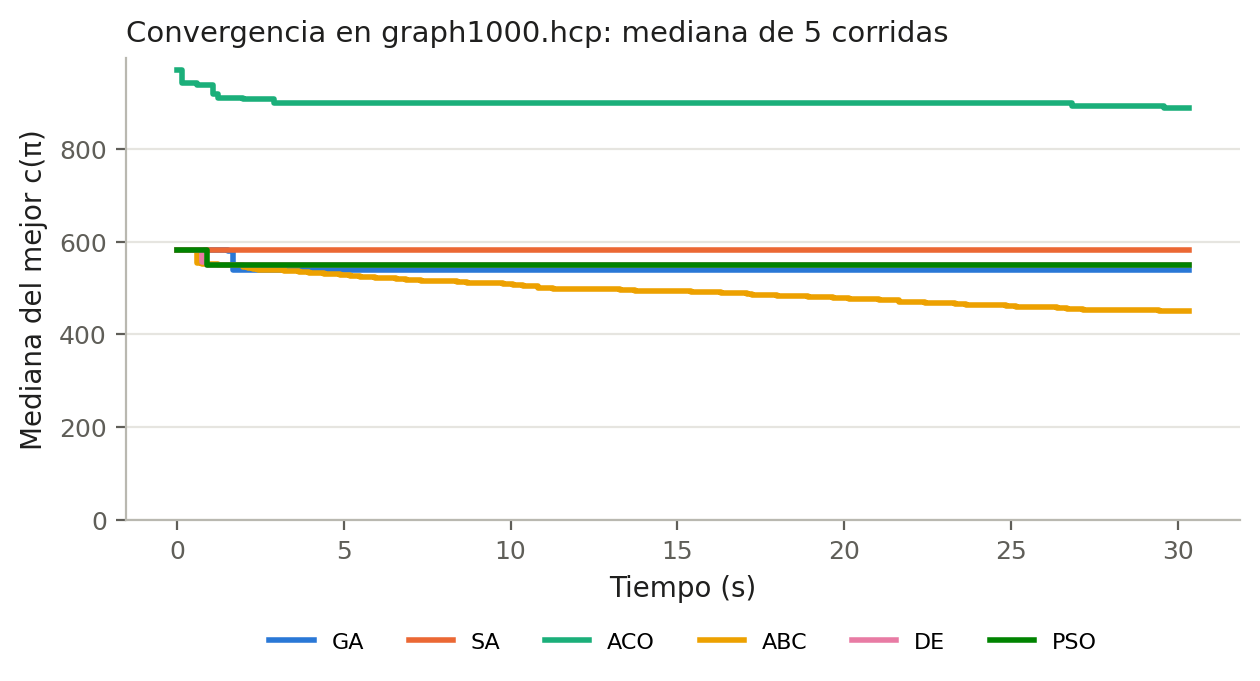 Convergencia en graph1000.hcp: mediana de 5 corridas
Mediana del mejor c(π)
800
600
400
200
0
0 5 10 15 20 25 30
Tiempo (s)
GA SA ACO ABC DE PSO